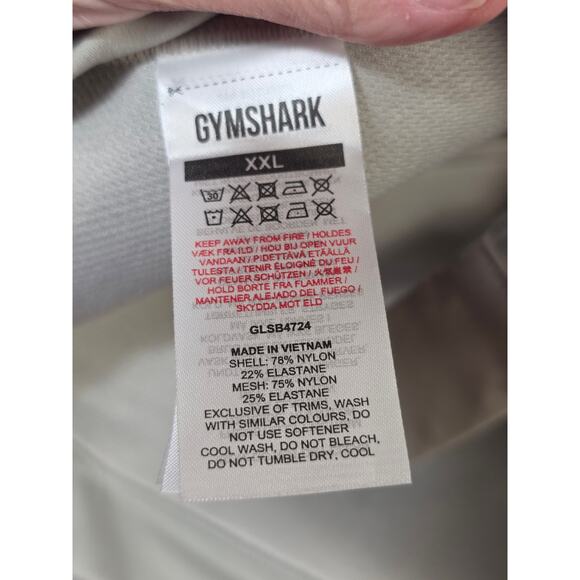 GYMSHARK
XXL
30
KEEP AWAY FROM FIRE / HOLDES
VÆK FRA ILD / HOU BIJ OPEN VUUR
VANDAAN / PIDETTÄVÄ ETÄÄLLÄ
TULESTA / TENIR ÉLOIGNÉ DU FEU /
VOR FEUER SCHÜTZEN / 火気厳禁 /
HOLD BORTE FRA FLAMMER /
MANTENER ALEJADO DEL FUEGO /
SKYDDA MOT ELD
GLSB4724
MADE IN VIETNAM
SHELL: 78% NYLON
22% ELASTANE
MESH: 75% NYLON
25% ELASTANE
EXCLUSIVE OF TRIMS, WASH
WITH SIMILAR COLOURS, DO
NOT USE SOFTENER
COOL WASH, DO NOT BLEACH,
DO NOT TUMBLE DRY, COOL